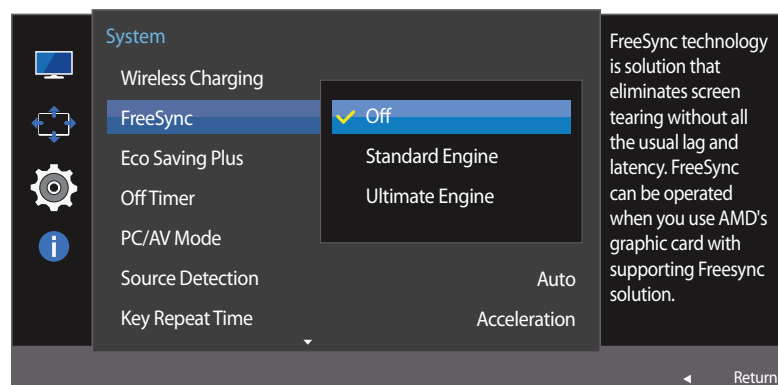 System
Wireless Charging
FreeSync
Off
Eco Saving Plus
Standard Engine
Off Timer
Ultimate Engine
PC/AV Mode
Source Detection
Auto
Key Repeat Time
Acceleration
FreeSync technology
is solution that
eliminates screen
tearing without all
the usual lag and
latency. FreeSync
can be operated
when you use AMD's
graphic card with
supporting Freesync
solution.
Return